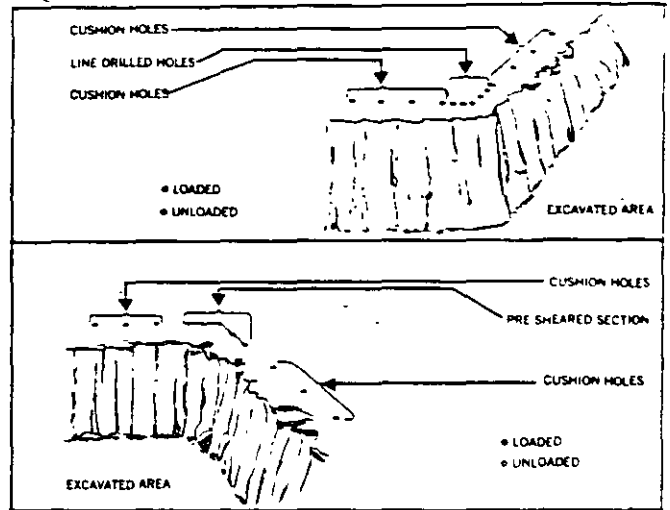 CUSHION HOLES
LINE DRILLED HOLES
CUSHION HOLES
LOADED
UNLOADED
EXCAVATED AREA
CUSHION HOLES
PRE SHEARED SECTION
CUSHION HOLES
LOADED
UNLOADED
EXCAVATED AREA